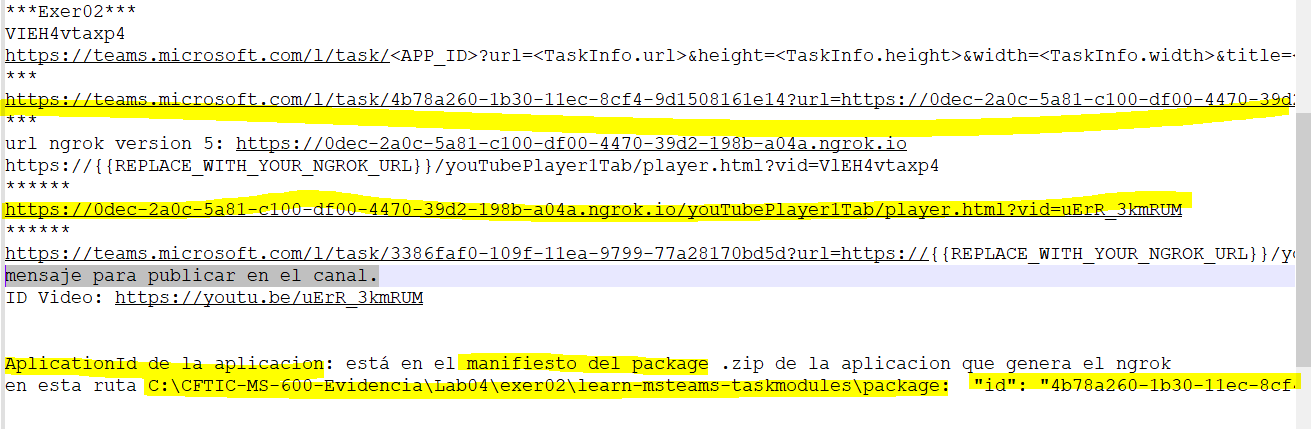 ***Exer02***
VIEH4vtaxp4
https://teams.microsoft.com/l/task/<APP_ID>?url=<TaskInfo.url>&height=<TaskInfo.height>&width=<TaskInfo.width>&title=<
***
https://teams.microsoft.com/l/task/4b78a260-1b30-11ec-8cf4-9d1508161e14?url=https://0dec-2a0c-5a81-c100-df00-4470-39d2
***
url ngrok version 5: https://0dec-2a0c-5a81-c100-df00-4470-39d2-198b-a04a.ngrok.io
https://{{REPLACE_WITH_YOUR_NGROK_URL}}/youTubePlayer1Tab/player.html?vid=VlEH4vtaxp4
******
https://0dec-2a0c-5a81-c100-df00-4470-39d2-198b-a04a.ngrok.io/youTubePlayer1Tab/player.html?vid=uErR_3kmRUM
******
https://teams.microsoft.com/l/task/3386faf0-109f-11ea-9799-77a28170bd5d?url=https://{{REPLACE_WITH_YOUR_NGROK_URL}}/yo
mensaje para publicar en el canal.
ID Video: https://youtu.be/uErR_3kmRUM
AplicationId de la aplicacion: está en el manifiesto del package .zip de la aplicacion que genera el ngrok
en esta ruta C:\CFTIC-MS-600-Evidencia\Lab04\exer02\learn-msteams-taskmodules\package: "id": "4b78a260-1b30-11ec-8cf-